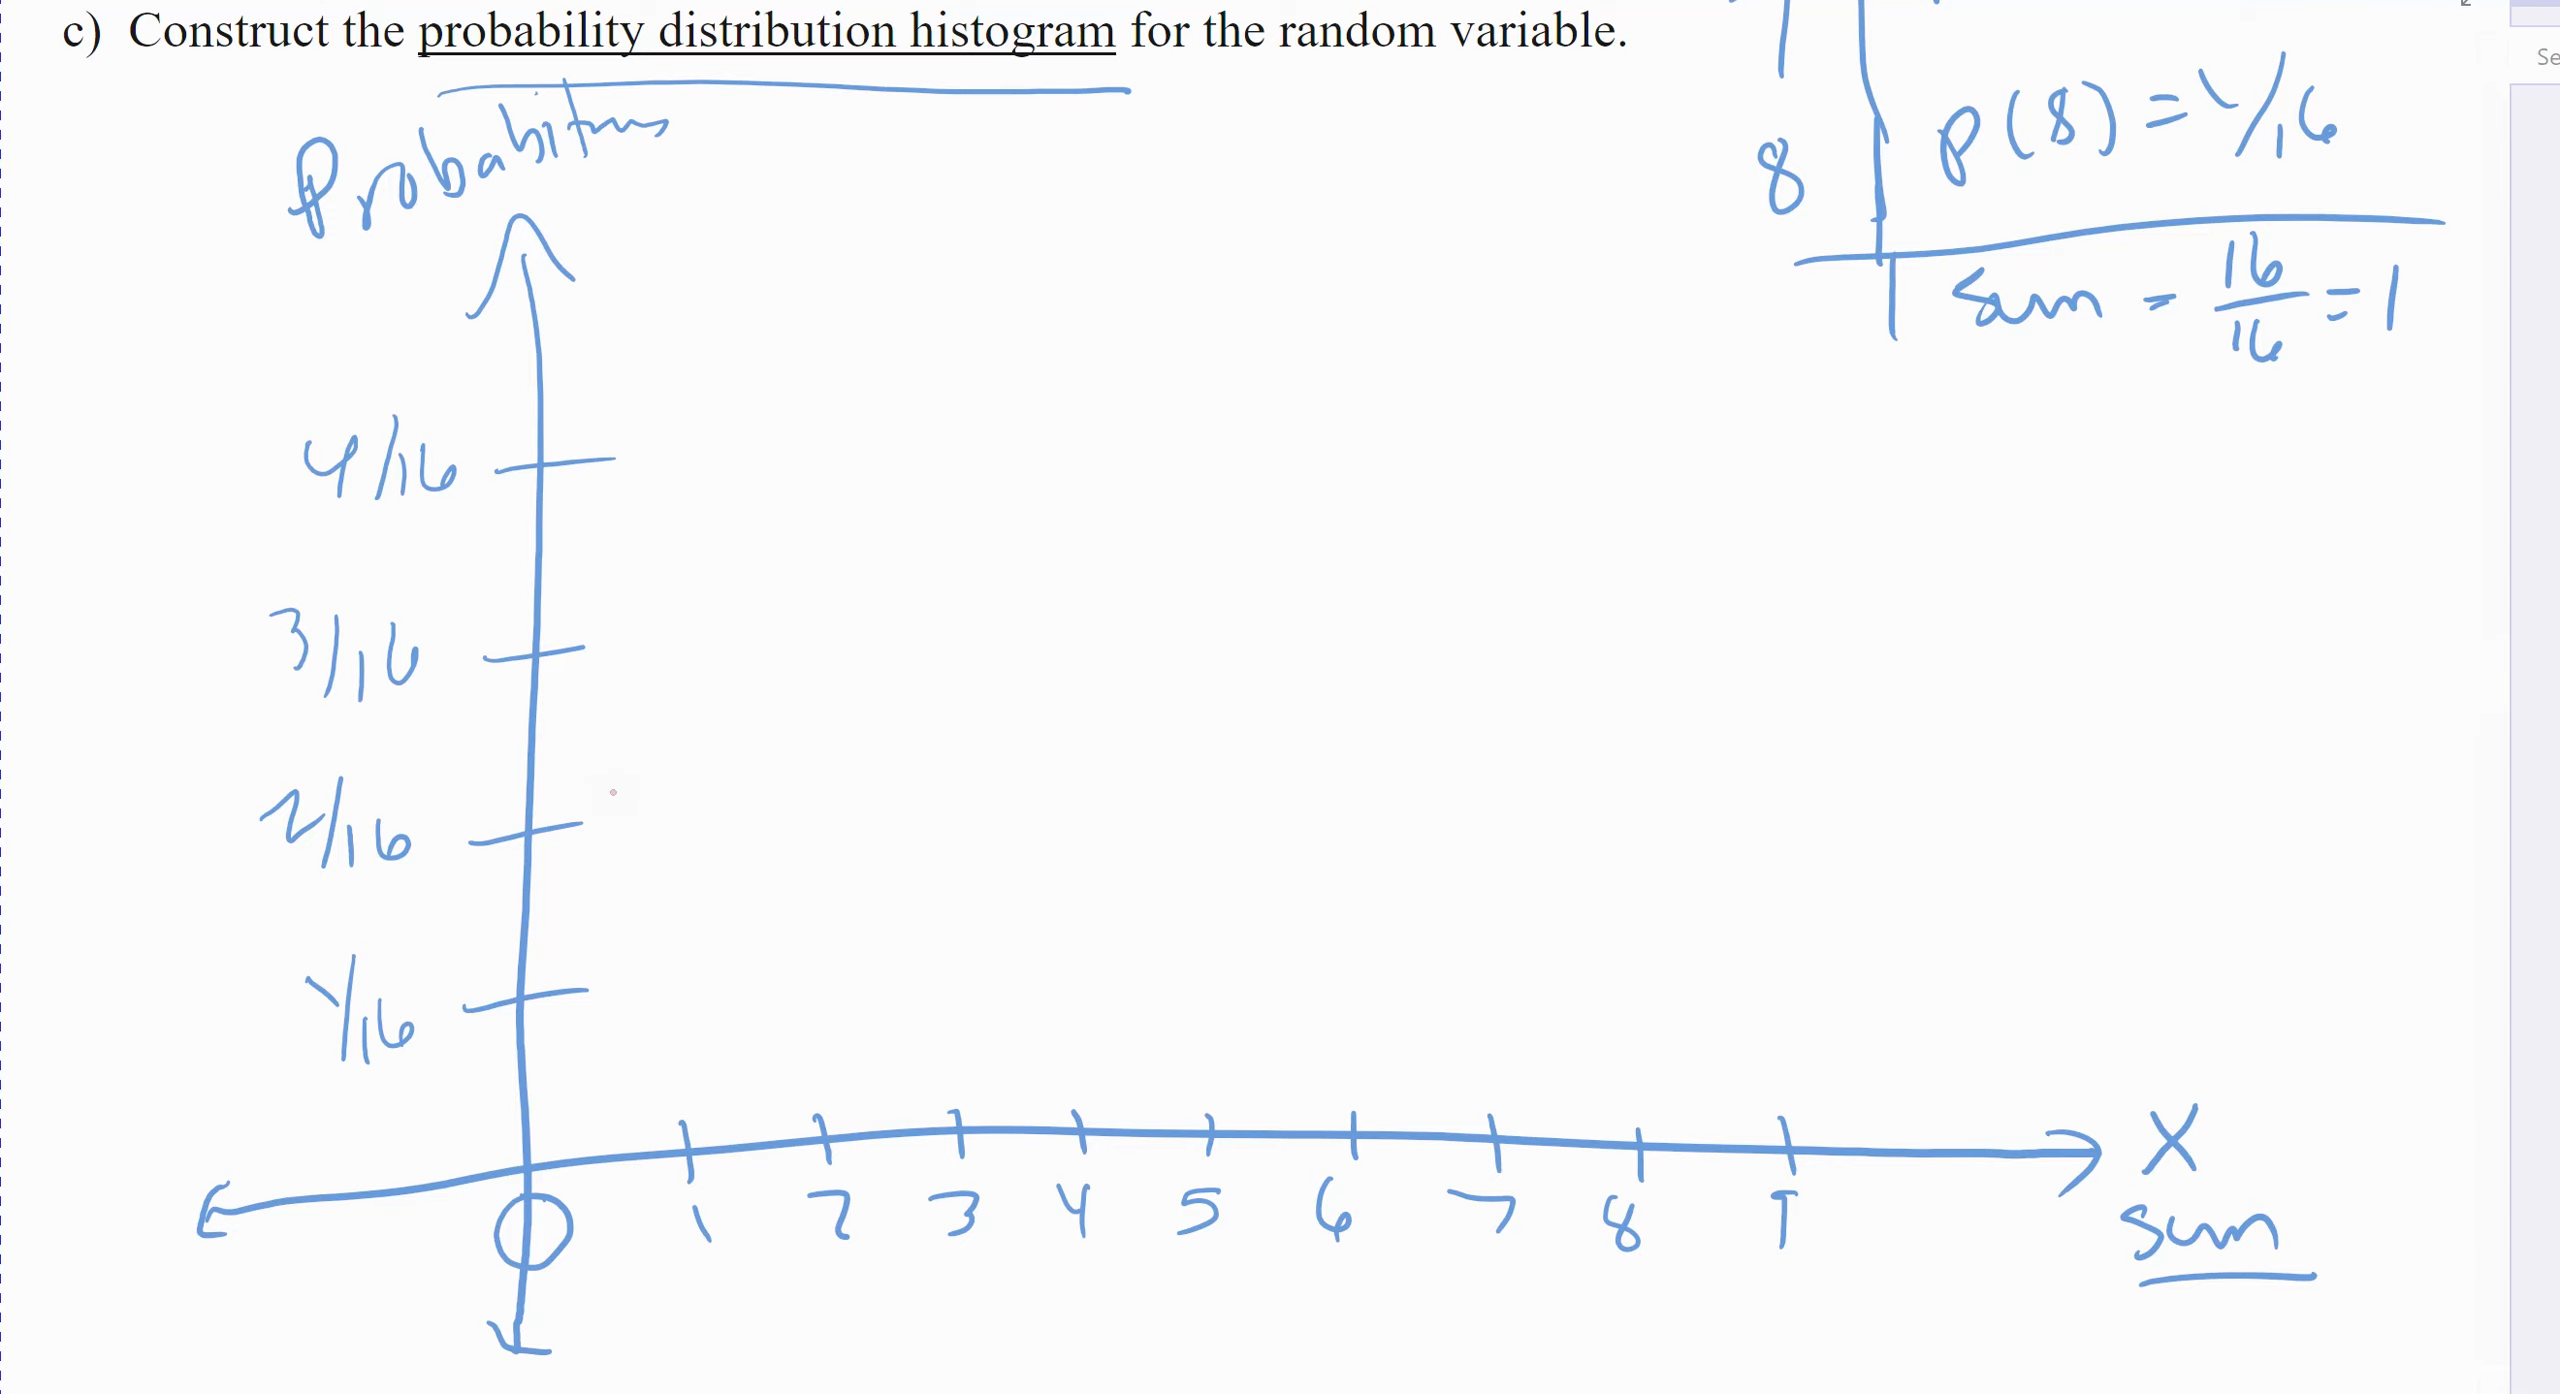 c) Construct the probability distribution histogram for the random variable.
8 P(8) = 1/16
Sum = 16/16 = 1
4/16
3/16
2/16
1/16
0 1 2 3 4 5 6 7 8 9
X
Sum
Se